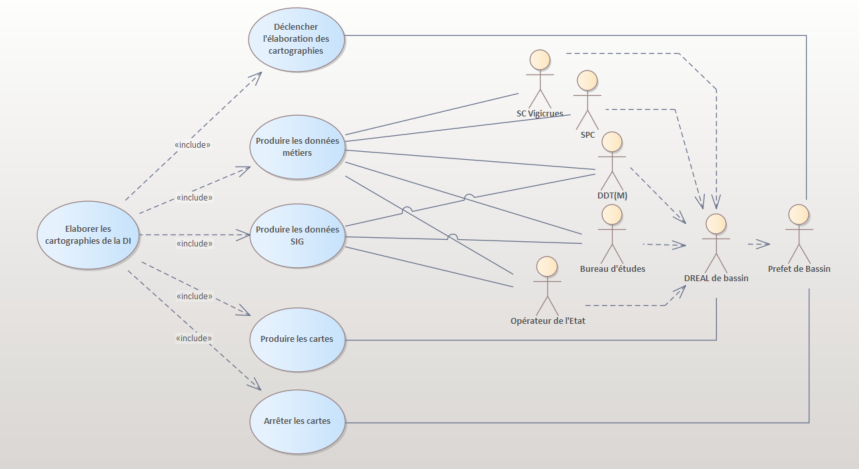 Déclencher
l'élaboration des
cartographies
SC Vigicrues
SPC
«include»
Produire les données
métiers
DDT(M)
«include»
Elaborer les
cartographies de la DI
Produire les données
SIG
«include»
Bureau d'études
DREAL de bassin
Prefet de Bassin
«include»
Opérateur de l'Etat
Produire les cartes
«include»
Arrêter les cartes